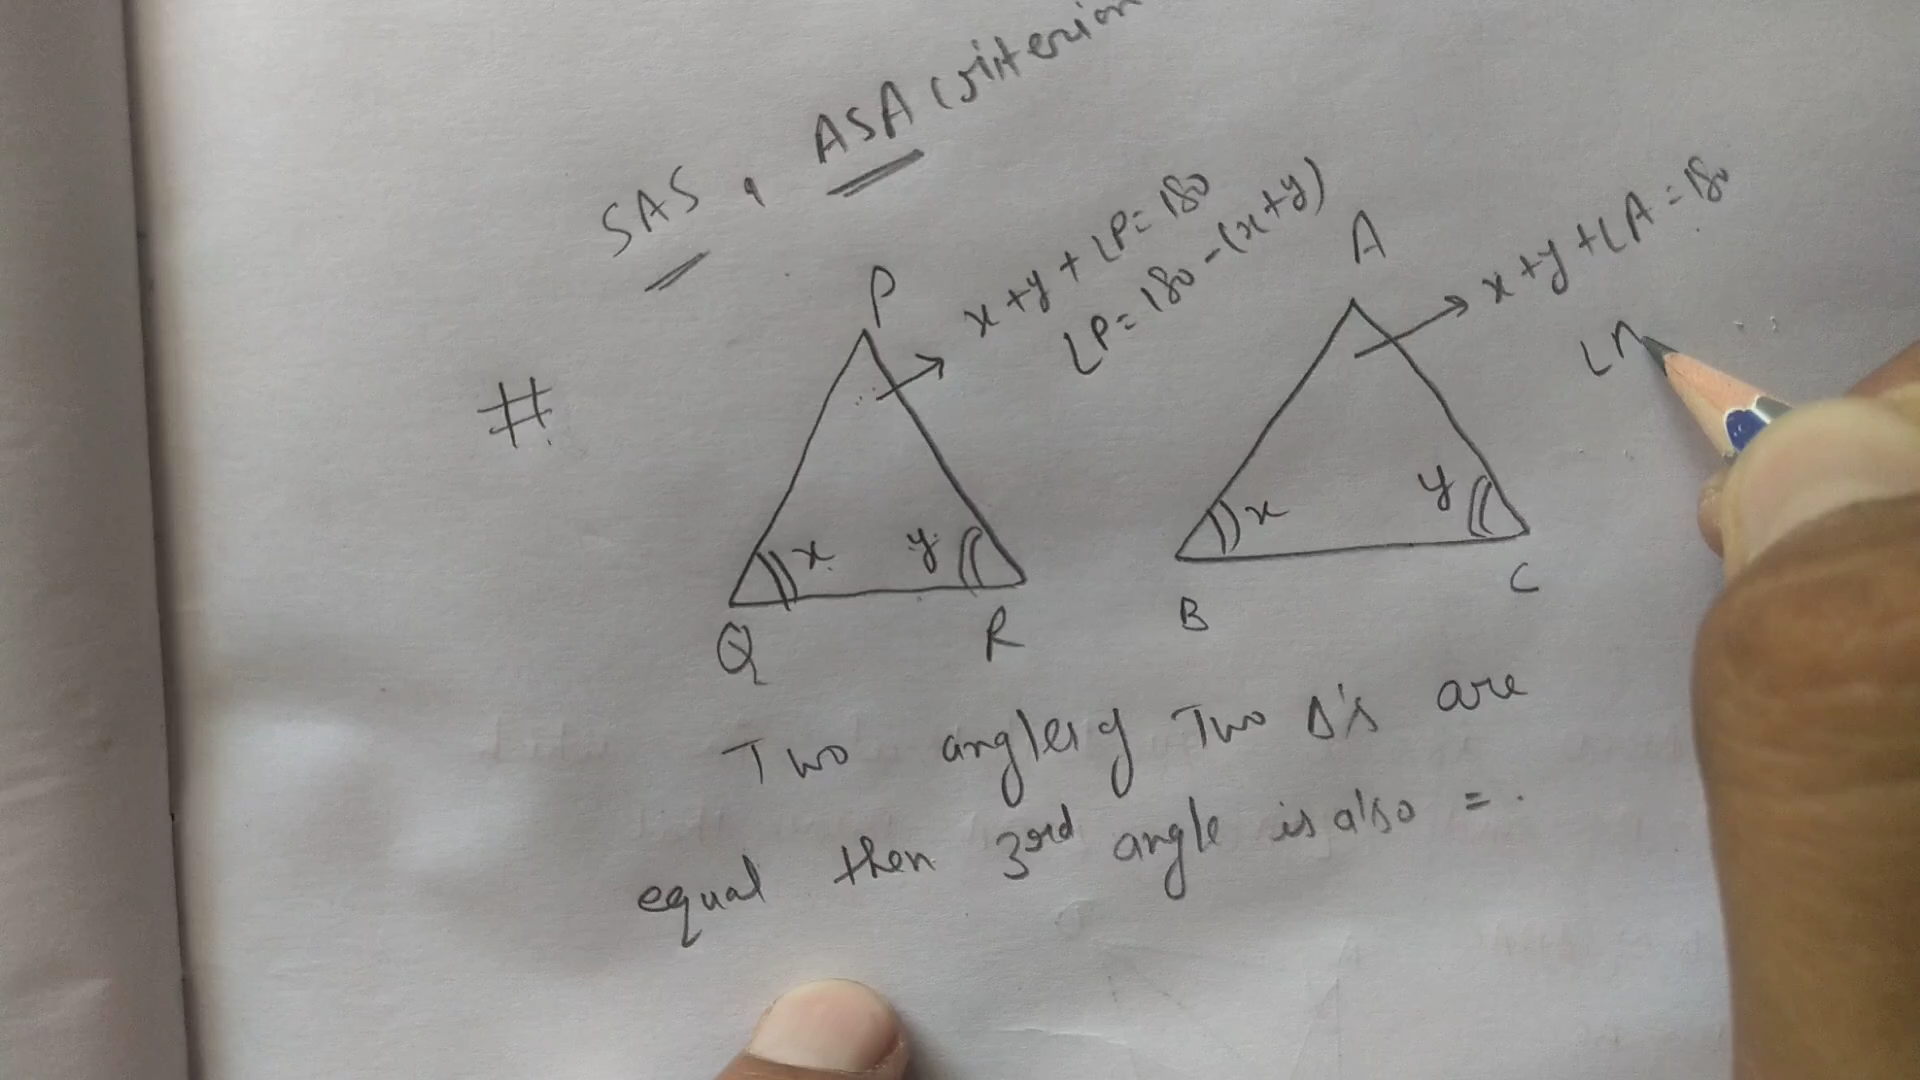 SAS, ASA Criterion
x+y+∠P=180
∠P=180-(x+y)
x+y+∠A=180
∠A
#
P
A
x
y
x
y
Q
R
B
C
Two angles of Two Δ's are
equal then 3rd angle is also =.